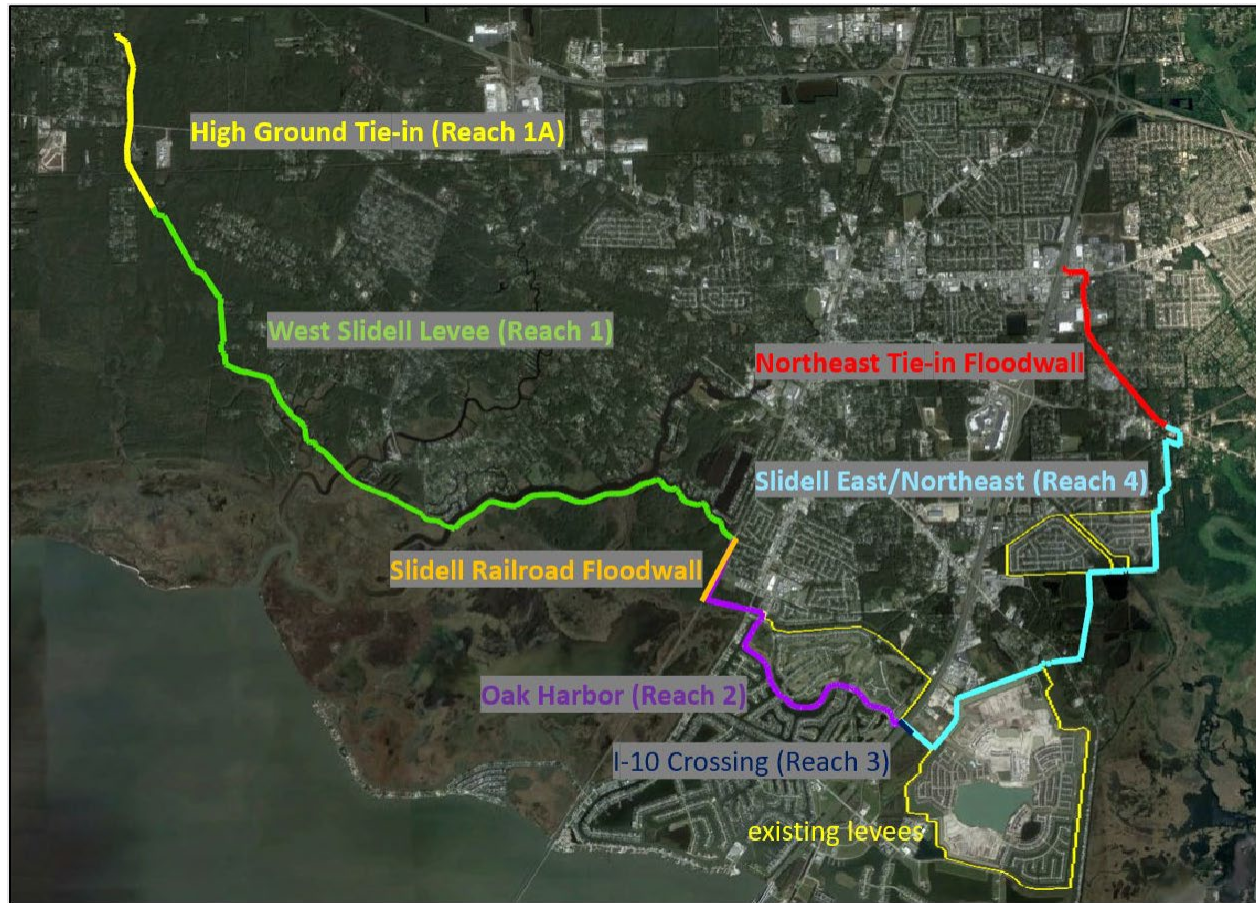 High Ground Tie-in (Reach 1A)
West Slidell Levee (Reach 1)
Northeast Tie-in Floodwall
Slidell East/Northeast (Reach 4)
Slidell Railroad Floodwall
Oak Harbor (Reach 2)
I-10 Crossing (Reach 3)
existing levees